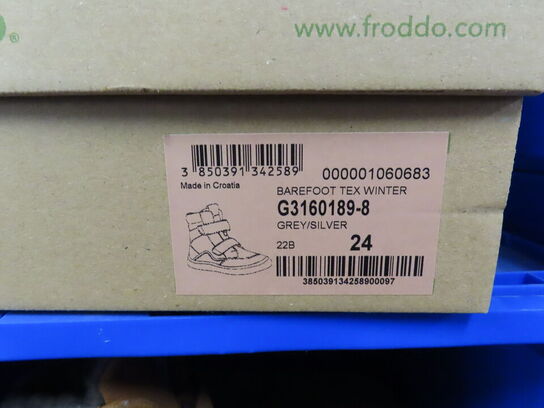 ®
www.froddo.com
3 850391 342589
000001060683
Made in Croatia
BAREFOOT TEX WINTER
G3160189-8
GREY/SILVER
22B
24
385039134258900097